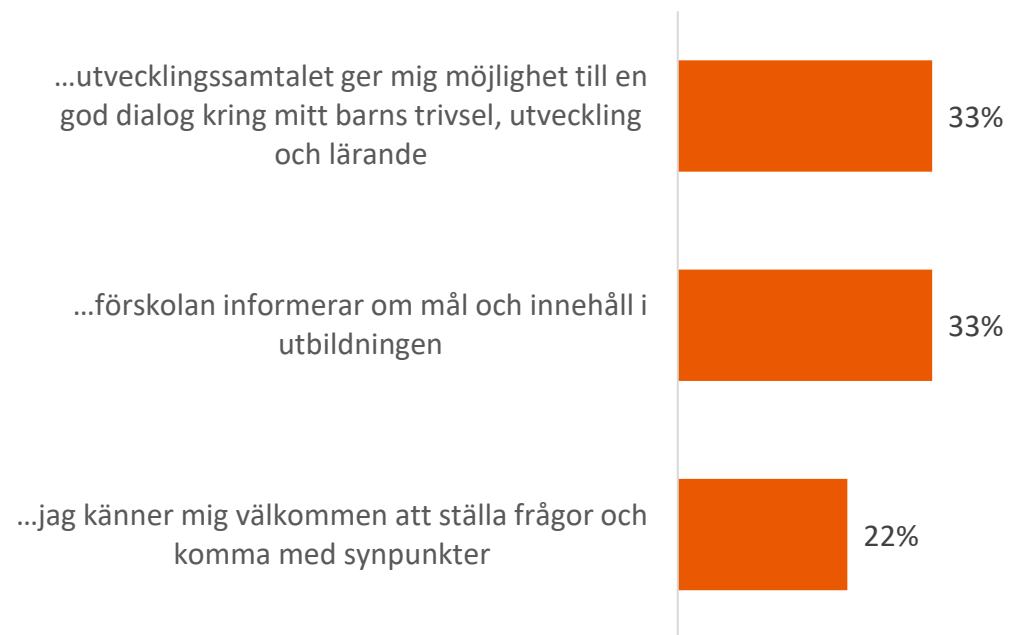 ...utvecklingssamtalet ger mig möjlighet till en
god dialog kring mitt barns trivsel, utveckling
och lärande
33%
...förskolan informerar om mål och innehåll i
utbildningen
33%
...jag känner mig välkommen att ställa frågor och
komma med synpunkter
22%